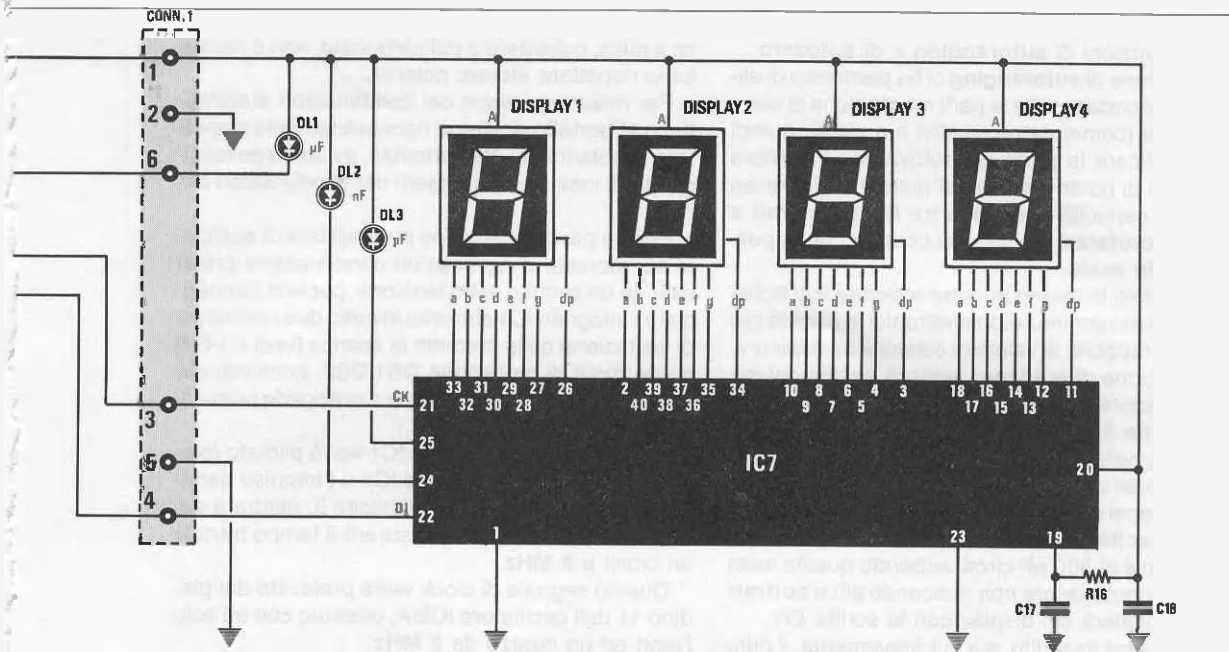 CONN.1
1
2
6
3
5
4
DL1
µF
DL2
nF
DL3
pF
DISPLAY 1
A
DISPLAY 2
A
DISPLAY 3
A
DISPLAY 4
A
a b c d e f g dp
a b c d e f g dp
a b c d e f g dp
a b c d e f g dp
33 31 29 27 26
32 30 28
2 39 37 35 34
40 38 36
10 8 6 4 3
9 7 5
18 16 14 12 11
17 15 13
CK
21
25
24
22
1
IC7
20
23
19
R16
C17
C18